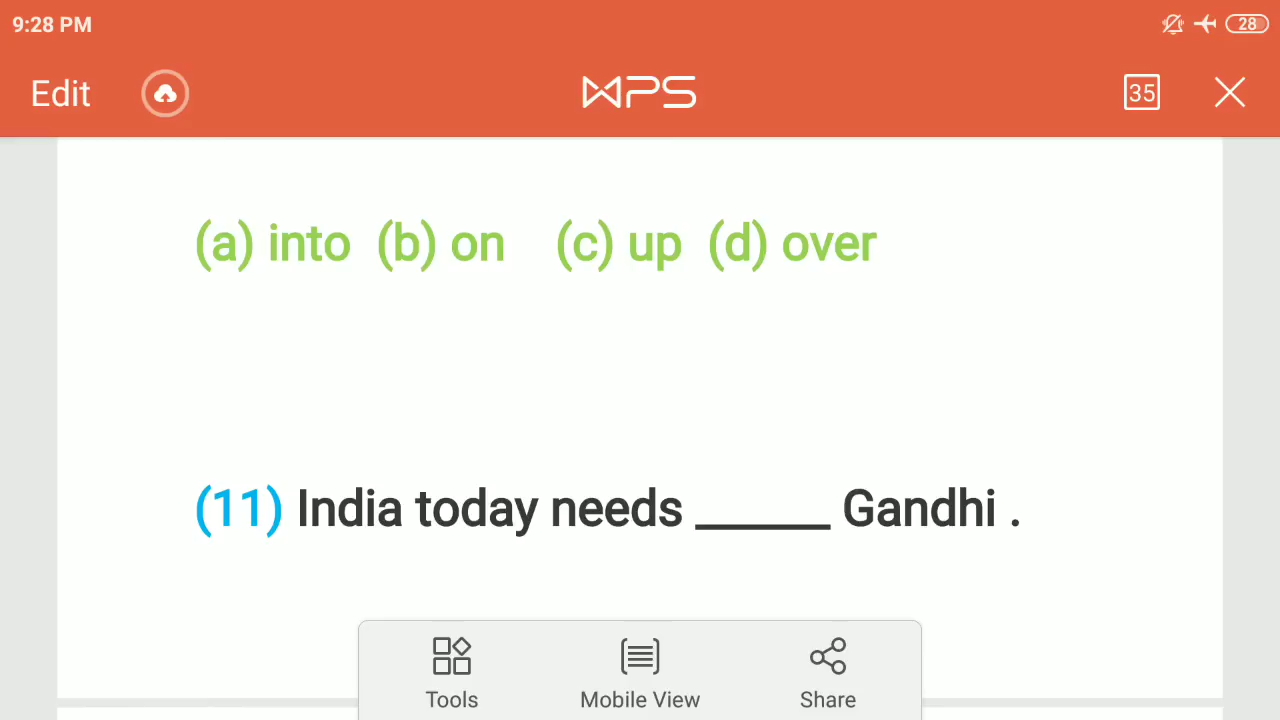 9:28 PM 28
Edit WPS 35
(a) into (b) on (c) up (d) over
(11) India today needs ______ Gandhi .
Tools Mobile View Share